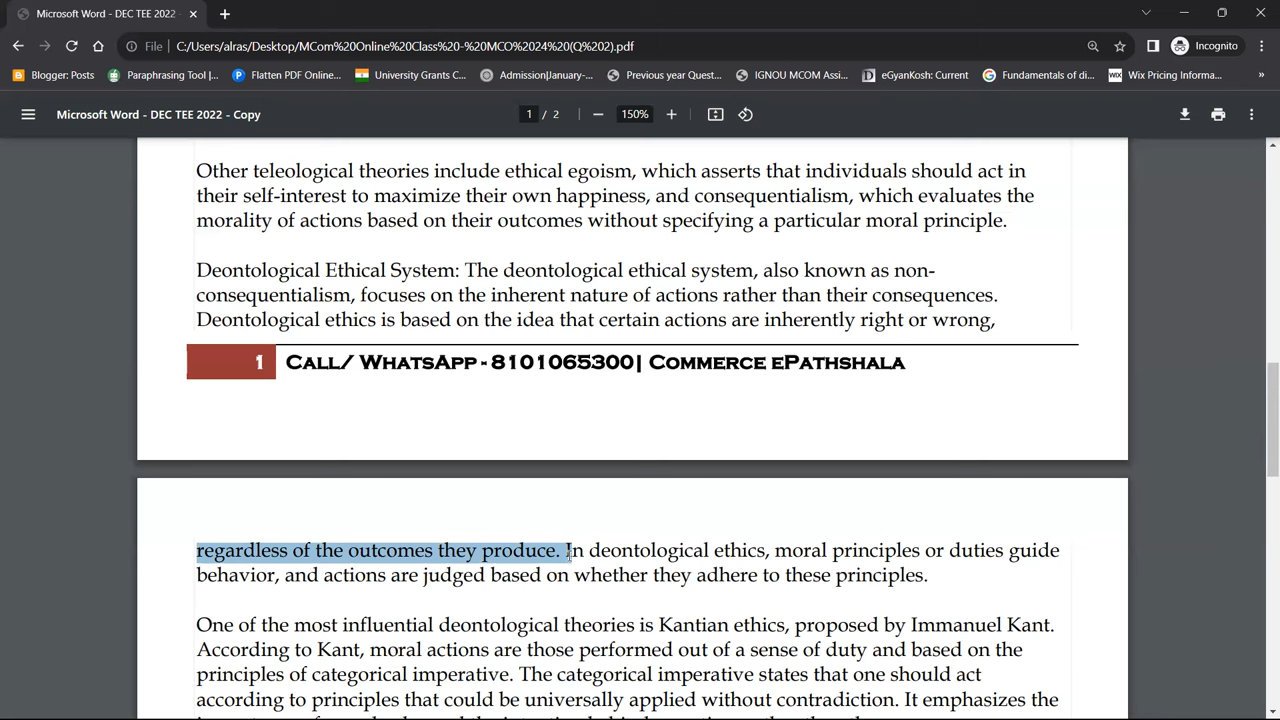 Microsoft Word - DEC TEE 2022 -
File C:/Users/alras/Desktop/MCom%20Online%20Class%20-%20MCO%2024%20(Q%202).pdf Incognito
Blogger: Posts Paraphrasing Tool |... Flatten PDF Online... University Grants C... Admission|January-... Previous year Quest... IGNOU MCOM Assi... eGyanKosh: Current Fundamentals of di... WIX Wix Pricing Informa... »
Microsoft Word - DEC TEE 2022 - Copy 1 / 2 150%
Other teleological theories include ethical egoism, which asserts that individuals should act in
their self-interest to maximize their own happiness, and consequentialism, which evaluates the
morality of actions based on their outcomes without specifying a particular moral principle.
Deontological Ethical System: The deontological ethical system, also known as non-
consequentialism, focuses on the inherent nature of actions rather than their consequences.
Deontological ethics is based on the idea that certain actions are inherently right or wrong,
1 Call/ WhatsApp - 8101065300| Commerce ePathshala
regardless of the outcomes they produce. In deontological ethics, moral principles or duties guide
behavior, and actions are judged based on whether they adhere to these principles.
One of the most influential deontological theories is Kantian ethics, proposed by Immanuel Kant.
According to Kant, moral actions are those performed out of a sense of duty and based on the
principles of categorical imperative. The categorical imperative states that one should act
according to principles that could be universally applied without contradiction. It emphasizes the